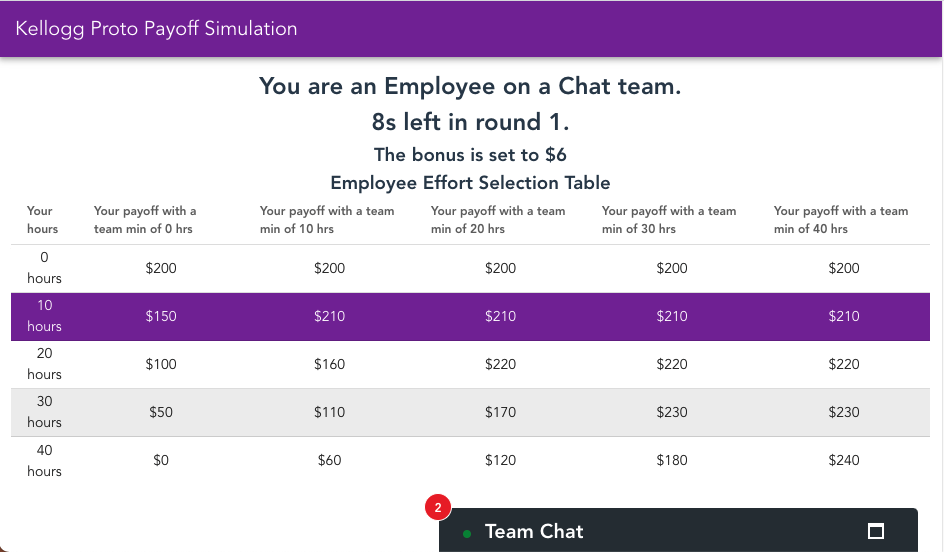 Kellogg Proto Payoff Simulation
You are an Employee on a Chat team.
8s left in round 1.
The bonus is set to $6
Employee Effort Selection Table
Your hours Your payoff with a team min of 0 hrs Your payoff with a team min of 10 hrs Your payoff with a team min of 20 hrs Your payoff with a team min of 30 hrs Your payoff with a team min of 40 hrs
0 hours $200 $200 $200 $200 $200
10 hours $150 $210 $210 $210 $210
20 hours $100 $160 $220 $220 $220
30 hours $50 $110 $170 $230 $230
40 hours $0 $60 $120 $180 $240
2
Team Chat